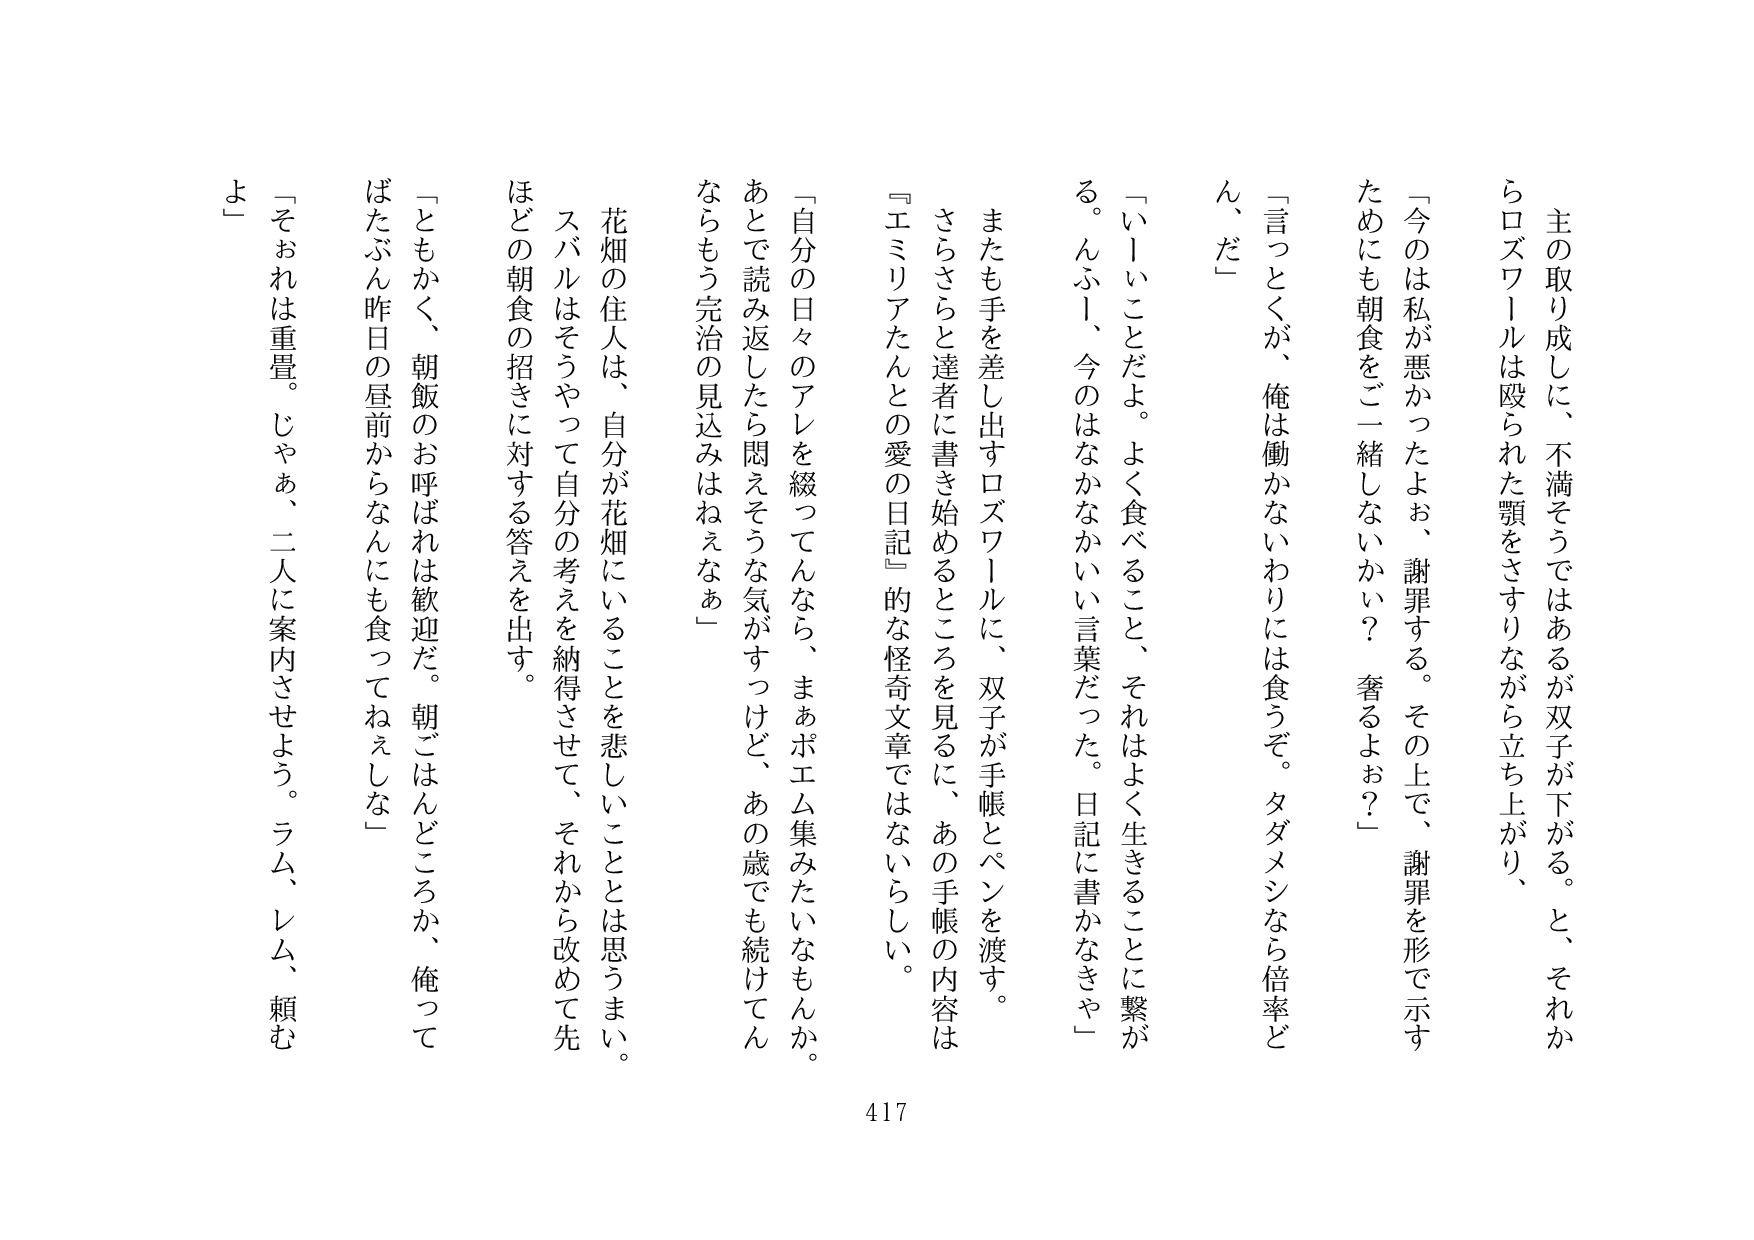 主の取り成しに、不満そうではあるが双子が下がる。と、それか
らロズワールは殴られた顎をさすりながら立ち上がり、
「今のは私が悪かったよぉ、謝罪する。その上で、謝罪を形で示す
ためにも朝食をご一緒しないかい？　奢るよぉ？」
「言っとくが、俺は働かないわりには食うぞ。タダメシなら倍率ど
ん、だ」
「いーいことだよ。よく食べること、それはよく生きることに繋が
る。んふー、今のはなかなかいい言葉だった。日記に書かなきゃ」
　またも手を差し出すロズワールに、双子が手帳とペンを渡す。
　さらさらと達者に書き始めるところを見るに、あの手帳の内容は
『エミリアたんとの愛の日記』的な怪奇文章ではないらしい。
「自分の日々のアレを綴ってんなら、まぁポエム集みたいなもんか。
あとで読み返したら悶えそうな気がすっけど、あの歳でも続けてん
ならもう完治の見込みはねぇなぁ」
　花畑の住人は、自分が花畑にいることを悲しいこととは思うまい。
　スバルはそうやって自分の考えを納得させて、それから改めて先
ほどの朝食の招きに対する答えを出す。
「ともかく、朝飯のお呼ばれは歓迎だ。朝ごはんどころか、俺って
ばたぶん昨日の昼前からなんにも食ってねぇしな」
「そぉれは重畳。じゃぁ、二人に案内させよう。ラム、レム、頼む
よ」
417